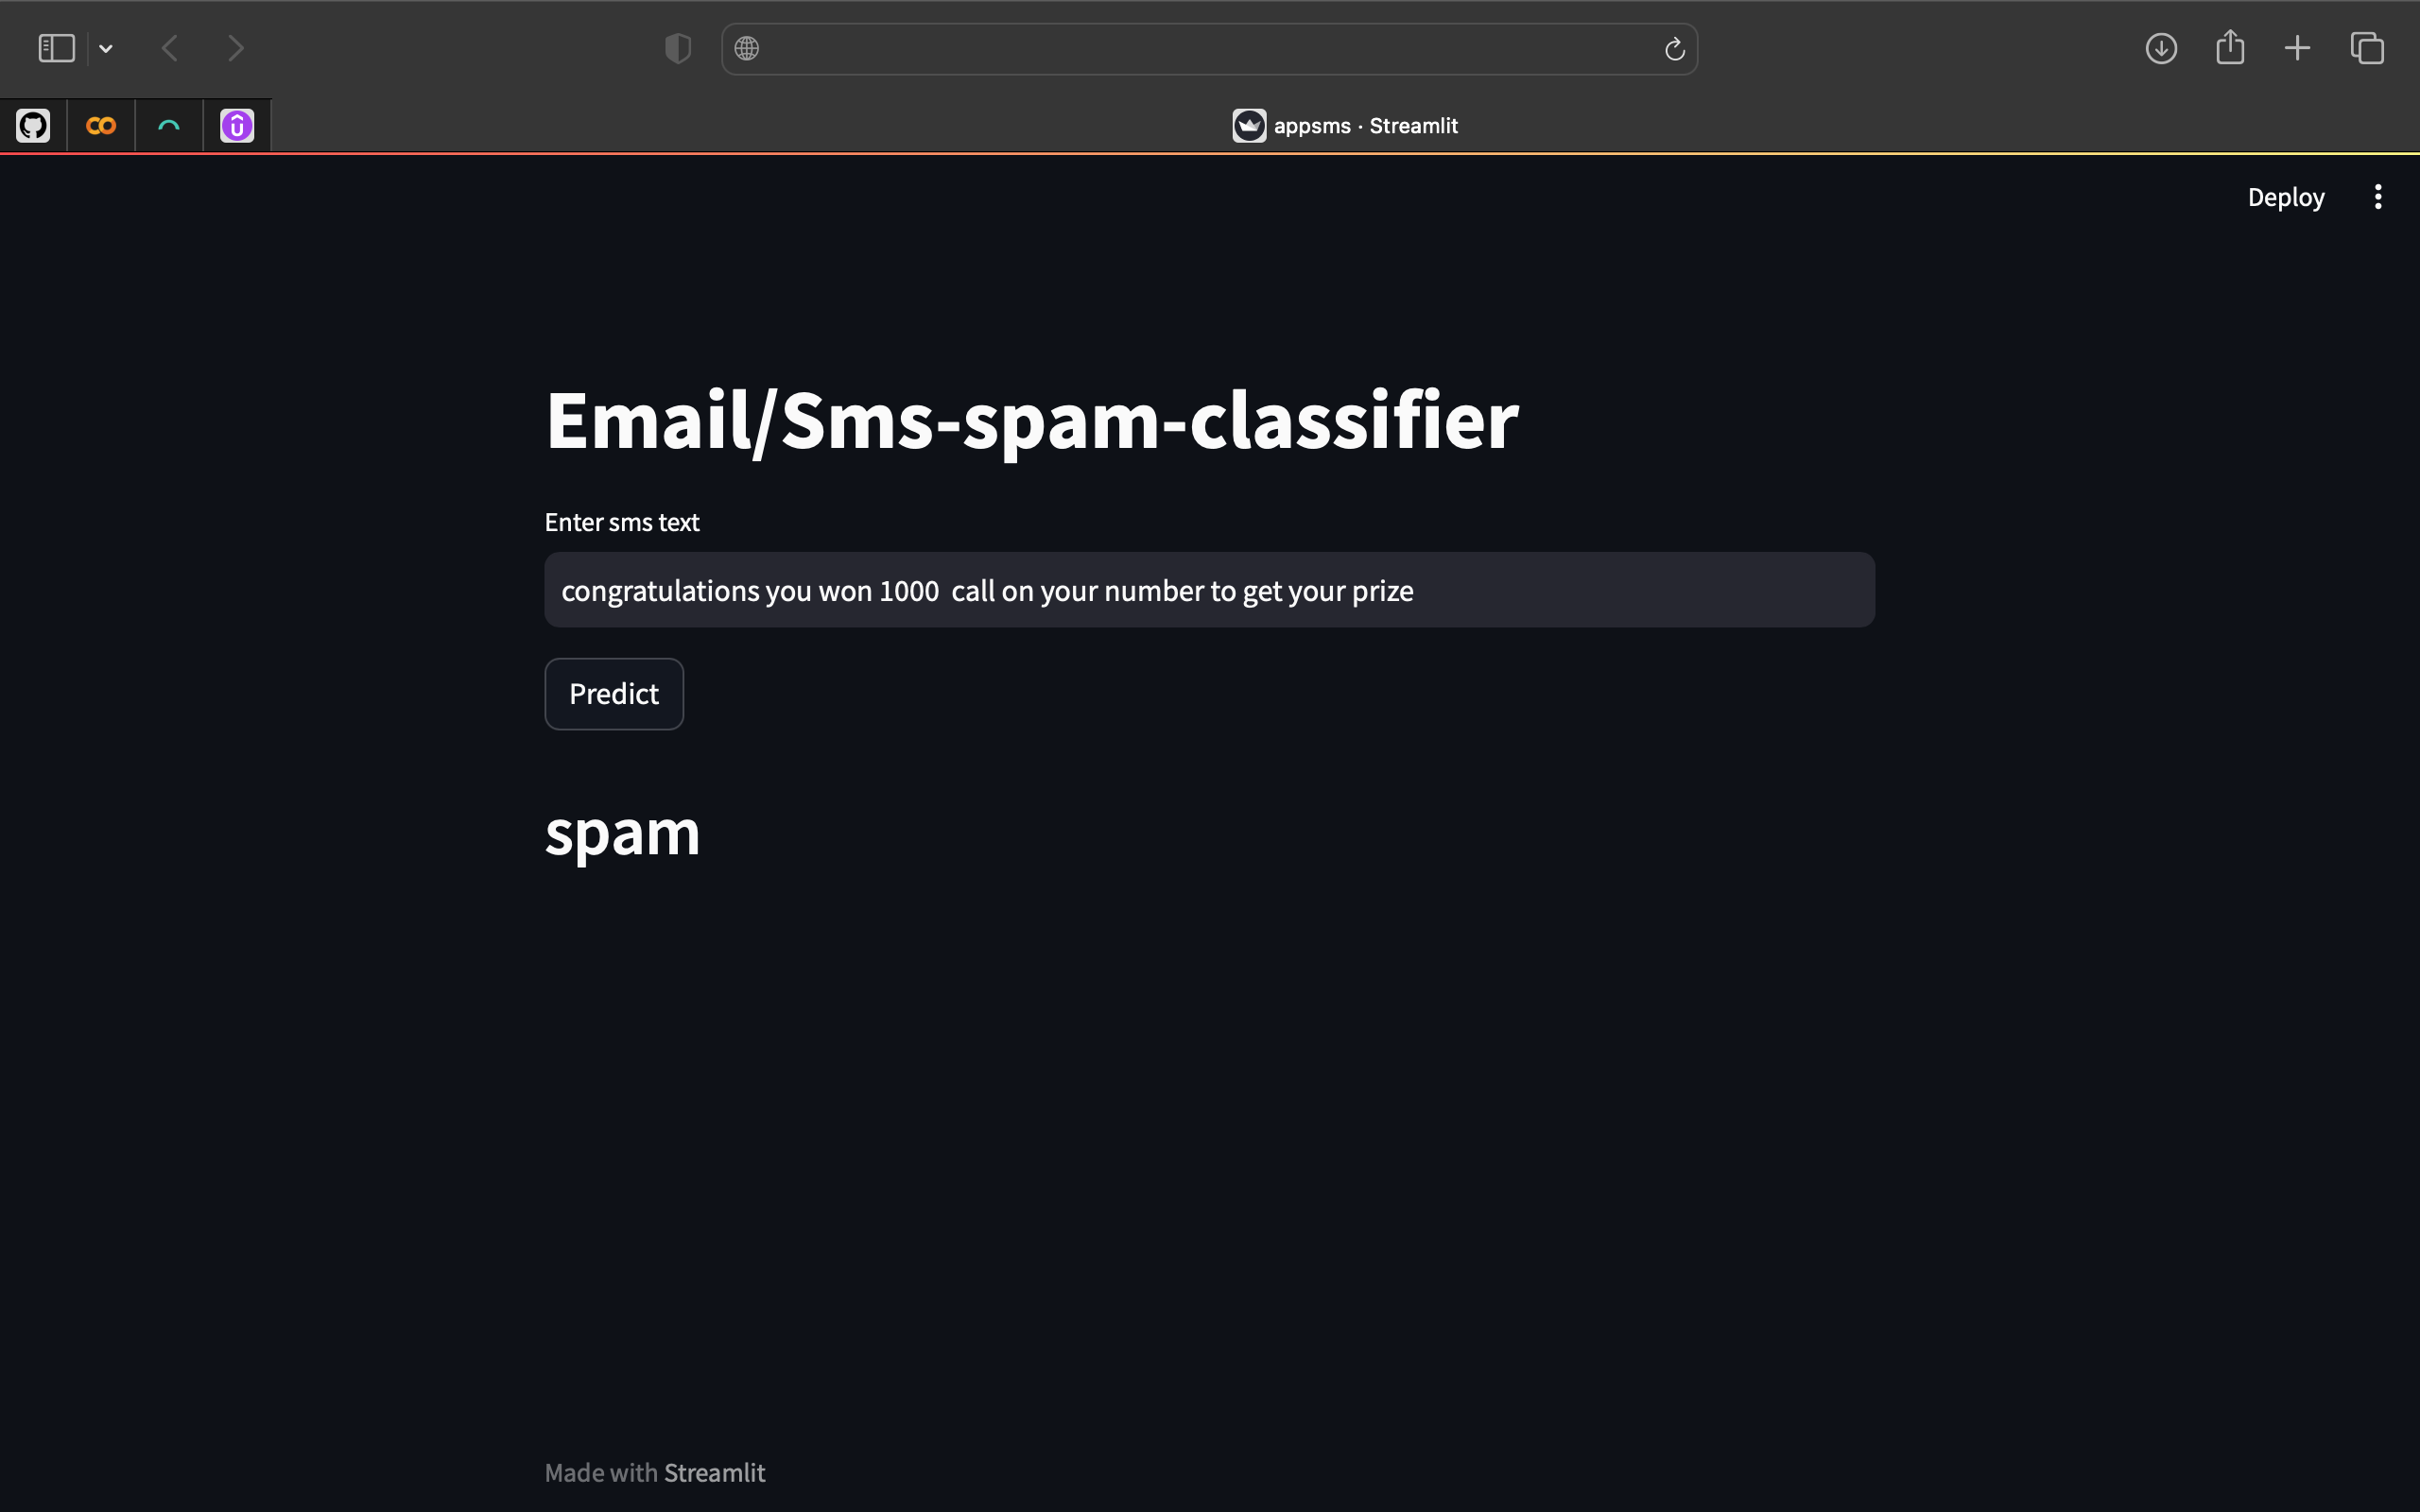 appsms · Streamlit
Deploy
Email/Sms-spam-classifier
Enter sms text
congratulations you won 1000  call on your number to get your prize
Predict
spam
Made with Streamlit